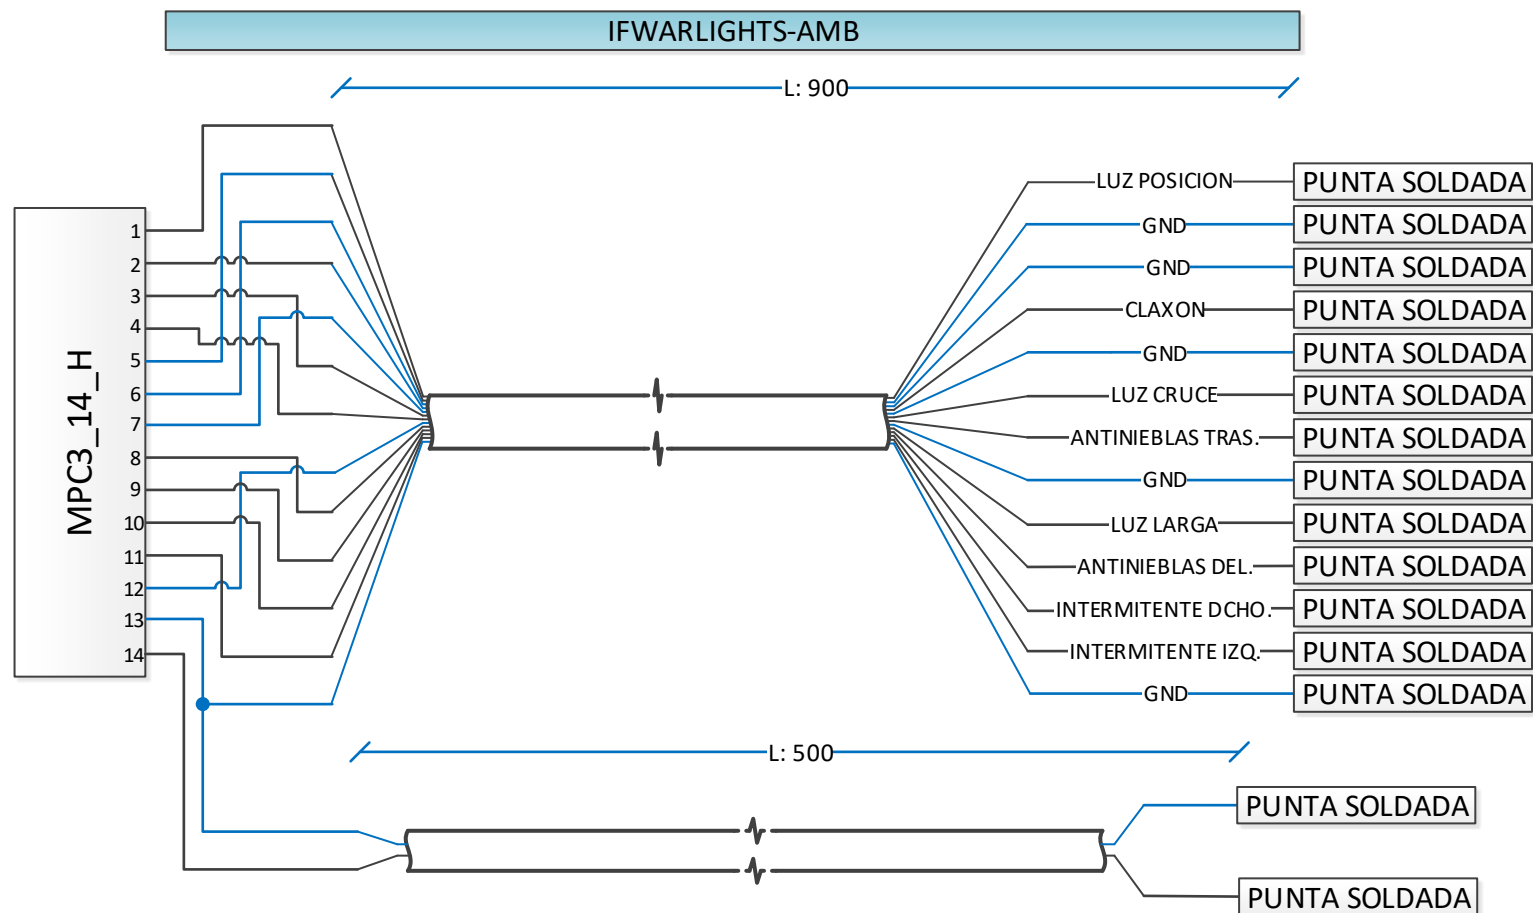 IFWARLIGHTS-AMB
L: 900
MPC3_14_H
1
2
3
4
5
6
7
8
9
10
11
12
13
14
LUZ POSICION PUNTA SOLDADA
GND PUNTA SOLDADA
GND PUNTA SOLDADA
CLAXON PUNTA SOLDADA
GND PUNTA SOLDADA
LUZ CRUCE PUNTA SOLDADA
ANTINIEBLAS TRAS. PUNTA SOLDADA
GND PUNTA SOLDADA
LUZ LARGA PUNTA SOLDADA
ANTINIEBLAS DEL. PUNTA SOLDADA
INTERMITENTE DCHO. PUNTA SOLDADA
INTERMITENTE IZQ. PUNTA SOLDADA
GND PUNTA SOLDADA
L: 500
PUNTA SOLDADA
PUNTA SOLDADA